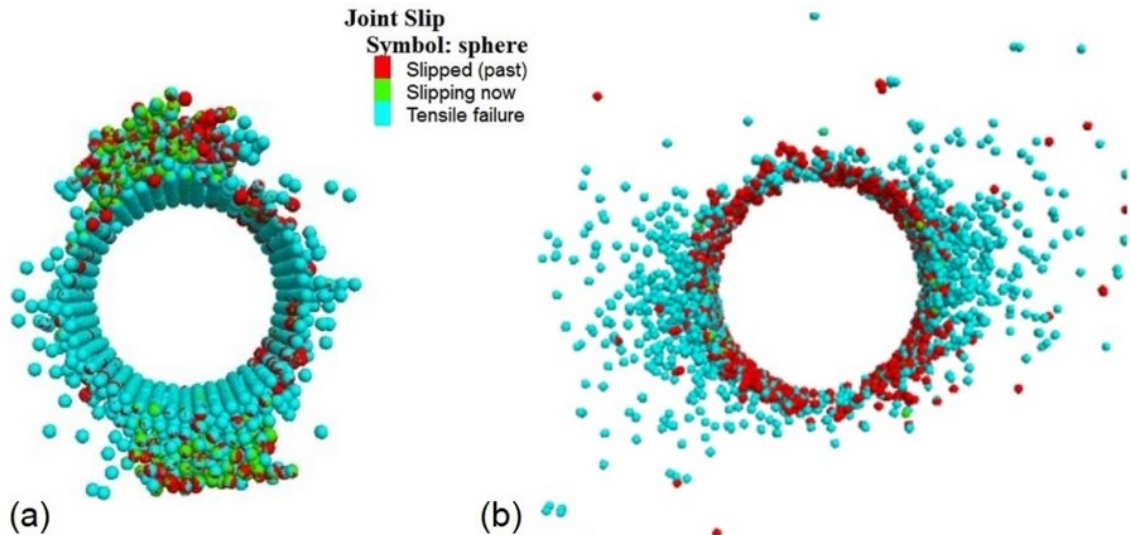 Joint Slip
Symbol: sphere
Slipped (past)
Slipping now
Tensile failure
(a)
(b)